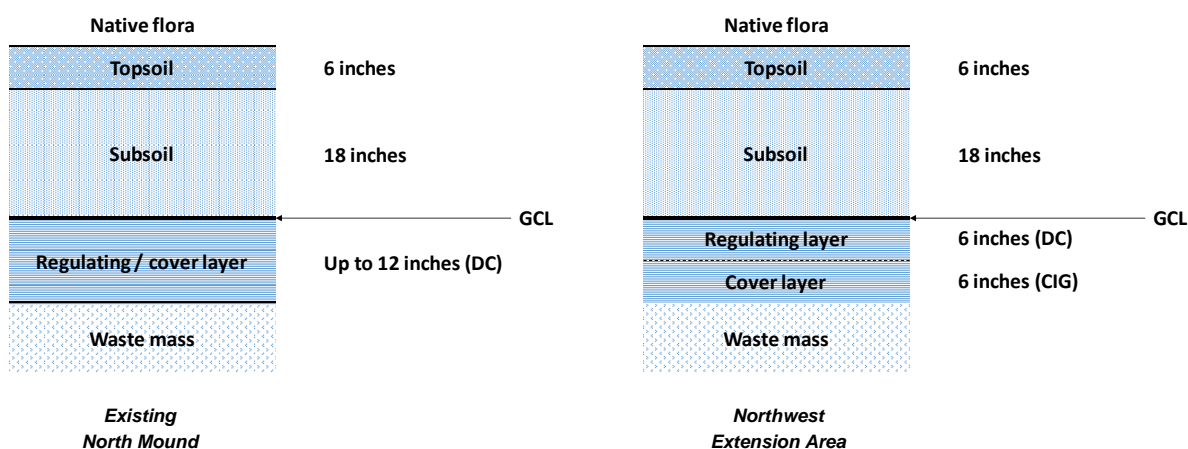 Native flora
Topsoil
6 inches
Subsoil
18 inches
GCL
Regulating / cover layer
Up to 12 inches (DC)
Waste mass
Existing
North Mound
Native flora
Topsoil
6 inches
Subsoil
18 inches
GCL
Regulating layer
6 inches (DC)
Cover layer
6 inches (CIG)
Waste mass
Northwest
Extension Area